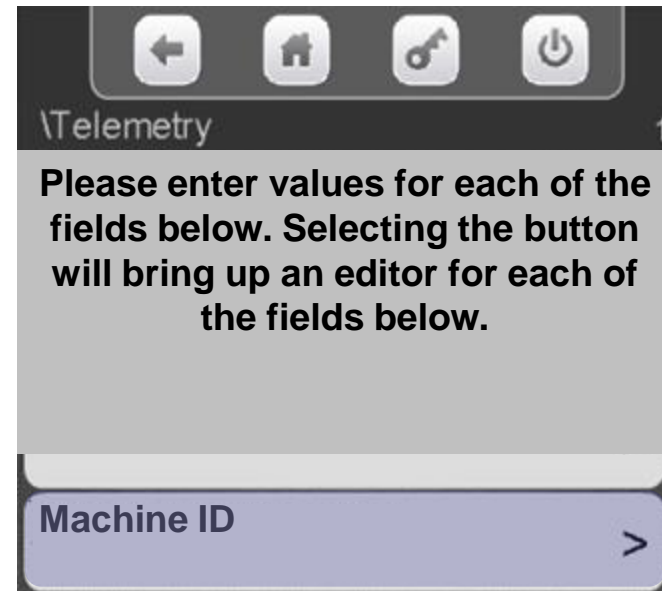 \Telemetry
Please enter values for each of the
fields below. Selecting the button
will bring up an editor for each of
the fields below.
Machine ID
>